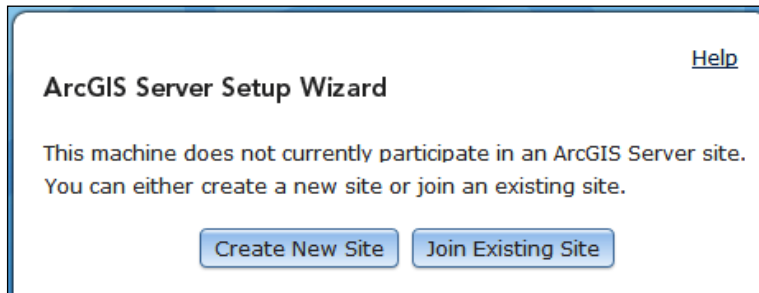 Help
ArcGIS Server Setup Wizard
This machine does not currently participate in an ArcGIS Server site.
You can either create a new site or join an existing site.
Create New Site Join Existing Site